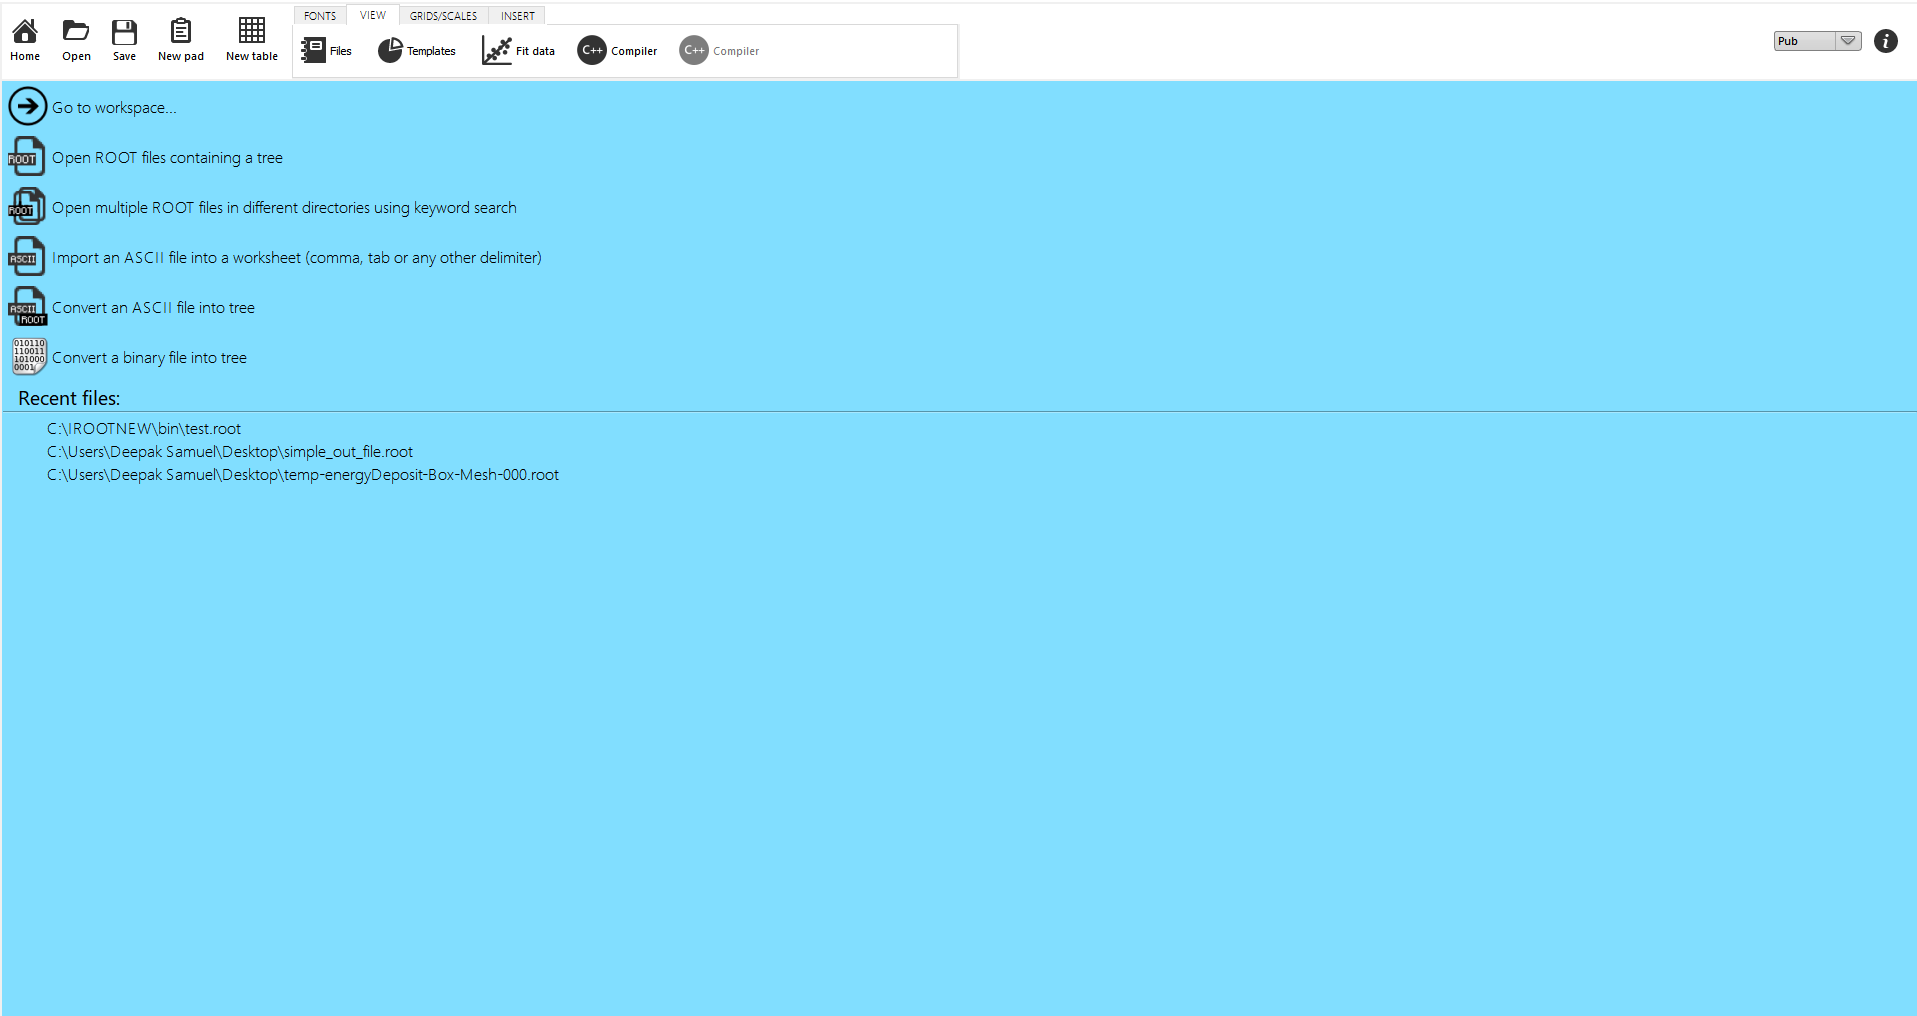 FONTS VIEW GRIDS/SCALES INSERT
Home Open Save New pad New table
Files Templates Fit data C++ Compiler C++ Compiler
Pub i
Go to workspace...
ROOT Open ROOT files containing a tree
ROOT Open multiple ROOT files in different directories using keyword search
ASCII Import an ASCII file into a worksheet (comma, tab or any other delimiter)
ASCII ROOT Convert an ASCII file into tree
010110
110011
101000
0001
Convert a binary file into tree
Recent files:
C:\IROOTNEW\bin\test.root
C:\Users\Deepak Samuel\Desktop\simple_out_file.root
C:\Users\Deepak Samuel\Desktop\temp-energyDeposit-Box-Mesh-000.root